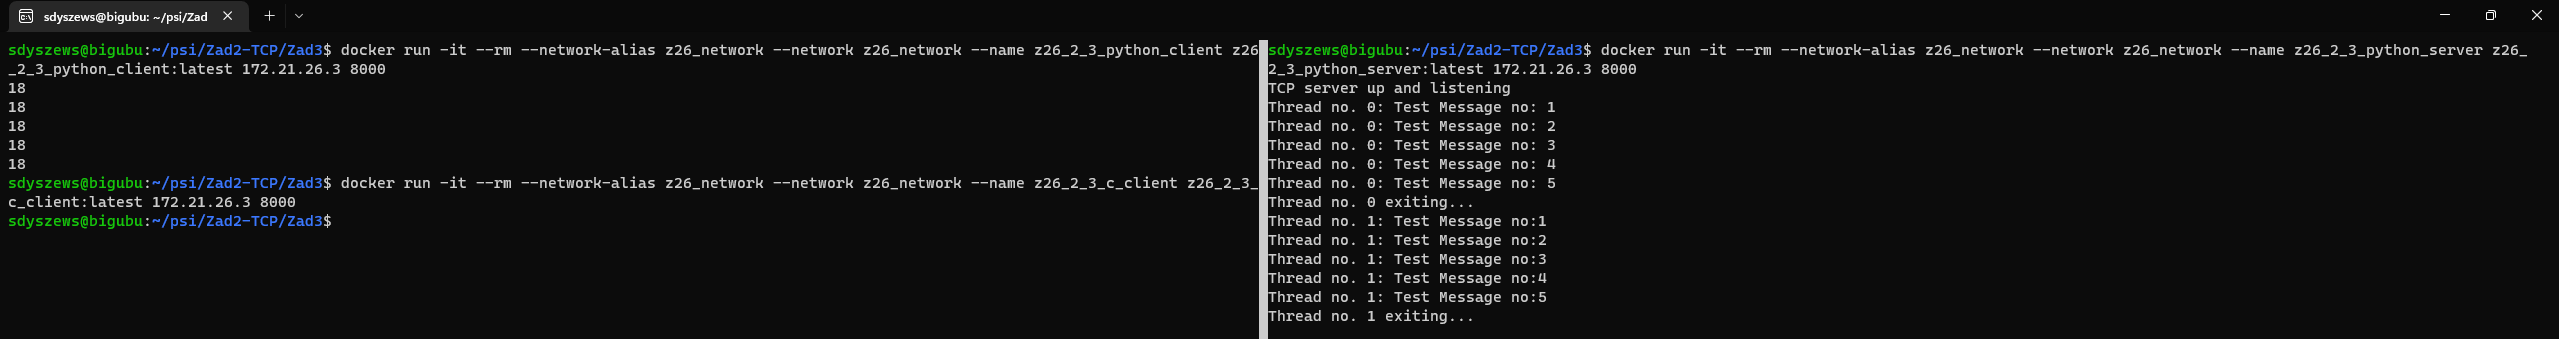 sdyszews@bigubu: ~/psi/Zad
sdyszews@bigubu:~/psi/Zad2-TCP/Zad3$ docker run -it --rm --network-alias z26_network --network z26_network --name z26_2_3_python_client z26
_2_3_python_client:latest 172.21.26.3 8000
18
18
18
18
18
sdyszews@bigubu:~/psi/Zad2-TCP/Zad3$ docker run -it --rm --network-alias z26_network --network z26_network --name z26_2_3_c_client z26_2_3_
c_client:latest 172.21.26.3 8000
sdyszews@bigubu:~/psi/Zad2-TCP/Zad3$
sdyszews@bigubu:~/psi/Zad2-TCP/Zad3$ docker run -it --rm --network-alias z26_network --network z26_network --name z26_2_3_python_server z26_
2_3_python_server:latest 172.21.26.3 8000
TCP server up and listening
Thread no. 0: Test Message no: 1
Thread no. 0: Test Message no: 2
Thread no. 0: Test Message no: 3
Thread no. 0: Test Message no: 4
Thread no. 0: Test Message no: 5
Thread no. 0 exiting...
Thread no. 1: Test Message no:1
Thread no. 1: Test Message no:2
Thread no. 1: Test Message no:3
Thread no. 1: Test Message no:4
Thread no. 1: Test Message no:5
Thread no. 1 exiting...